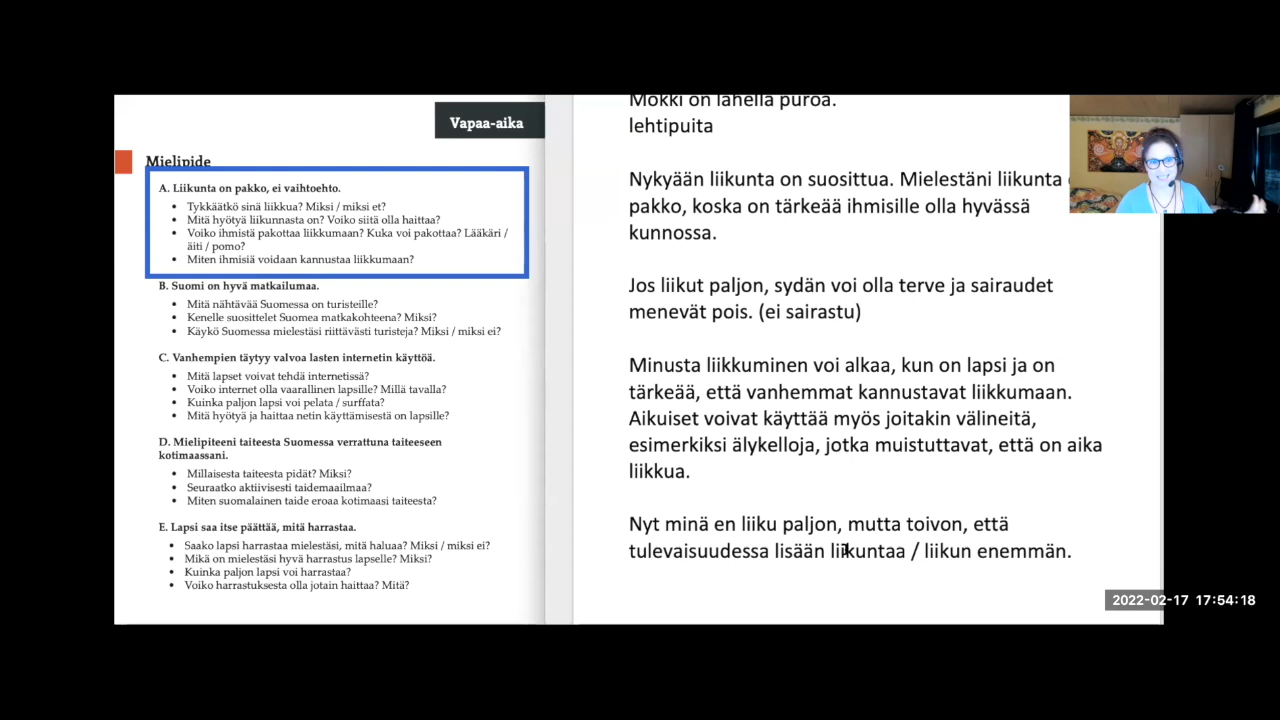 Vapaa-aika
Mielipide
A. Liikunta on pakko, ei vaihtoehto.
• Tykkäätkö sinä liikkua? Miksi / miksi et?
• Mitä hyötyä liikunnasta on? Voiko siitä olla haittaa?
• Voiko ihmistä pakottaa liikkumaan? Kuka voi pakottaa? Lääkäri /
äiti / pomo?
• Miten ihmisiä voidaan kannustaa liikkumaan?
B. Suomi on hyvä matkailumaa.
• Mitä nähtävää Suomessa on turisteille?
• Kenelle suosittelet Suomea matkakohteena? Miksi?
• Käykö Suomessa mielestäsi riittävästi turisteja? Miksi / miksi ei?
C. Vanhempien täytyy valvoa lasten internetin käyttöä.
• Mitä lapset voivat tehdä internetissä?
• Voiko internet olla vaarallinen lapsille? Millä tavalla?
• Kuinka paljon lapsi voi pelata / surffata?
• Mitä hyötyä ja haittaa netin käyttämisestä on lapsille?
D. Mielipiteeni taiteesta Suomessa verrattuna taiteeseen
kotimaassani.
• Millaisesta taiteesta pidät? Miksi?
• Seuraatko aktiivisesti taidemaailmaa?
• Miten suomalainen taide eroaa kotimaasi taiteesta?
E. Lapsi saa itse päättää, mitä harrastaa.
• Saako lapsi harrastaa mielestäsi, mitä haluaa? Miksi / miksi ei?
• Mikä on mielestäsi hyvä harrastus lapselle? Miksi?
• Kuinka paljon lapsi voi harrastaa?
• Voiko harrastuksesta olla jotain haittaa? Mitä?
Mökki on lähellä puroa.
lehtipuita
Nykyään liikunta on suosittua. Mielestäni liikunta
pakko, koska on tärkeää ihmisille olla hyvässä
kunnossa.
Jos liikut paljon, sydän voi olla terve ja sairaudet
menevät pois. (ei sairastu)
Minusta liikkuminen voi alkaa, kun on lapsi ja on
tärkeää, että vanhemmat kannustavat liikkumaan.
Aikuiset voivat käyttää myös joitakin välineitä,
esimerkiksi älykelloja, jotka muistuttavat, että on aika
liikkua.
Nyt minä en liiku paljon, mutta toivon, että
tulevaisuudessa lisään liikuntaa / liikun enemmän.
2022-02-17 17:54:18